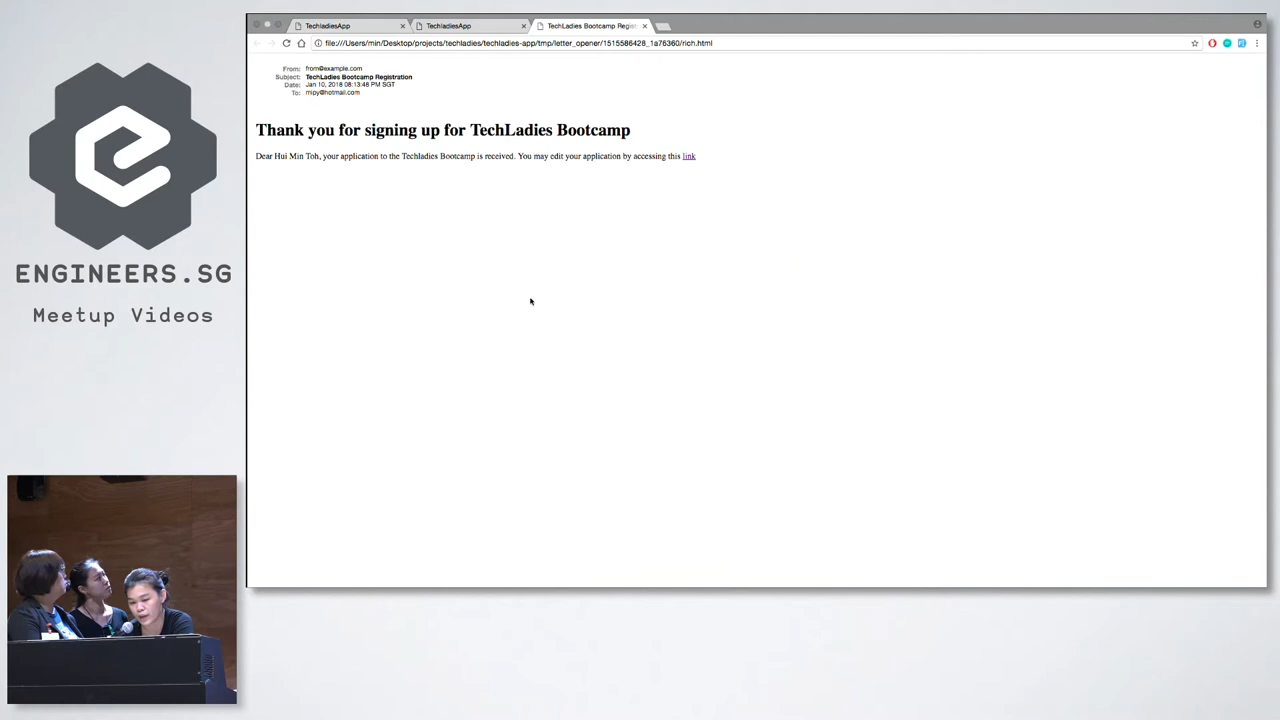 TechladiesApp
TechladiesApp
TechLadies Bootcamp Regis
file:///Users/min/Desktop/projects/techladies/techladies-app/tmp/letter_opener/1515586428_1a76360/rich.html
From: from@example.com
Subject: TechLadies Bootcamp Registration
Date: Jan 10, 2018 08:13:48 PM SGT
To: mipy@hotmail.com
Thank you for signing up for TechLadies Bootcamp
Dear Hui Min Toh, your application to the Techladies Bootcamp is received. You may edit your application by accessing this link
ENGINEERS.SG
Meetup Videos